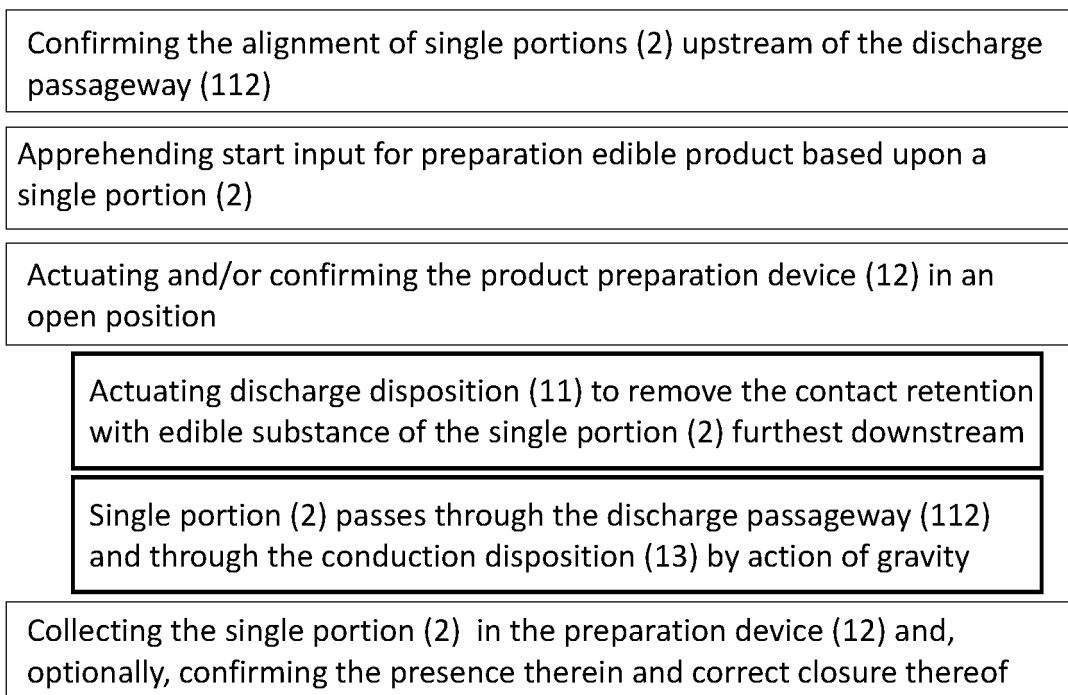 Confirming the alignment of single portions (2) upstream of the discharge
passageway (112)
Apprehending start input for preparation edible product based upon a
single portion (2)
Actuating and/or confirming the product preparation device (12) in an
open position
Actuating discharge disposition (11) to remove the contact retention
with edible substance of the single portion (2) furthest downstream
Single portion (2) passes through the discharge passageway (112)
and through the conduction disposition (13) by action of gravity
Collecting the single portion (2) in the preparation device (12) and,
optionally, confirming the presence therein and correct closure thereof